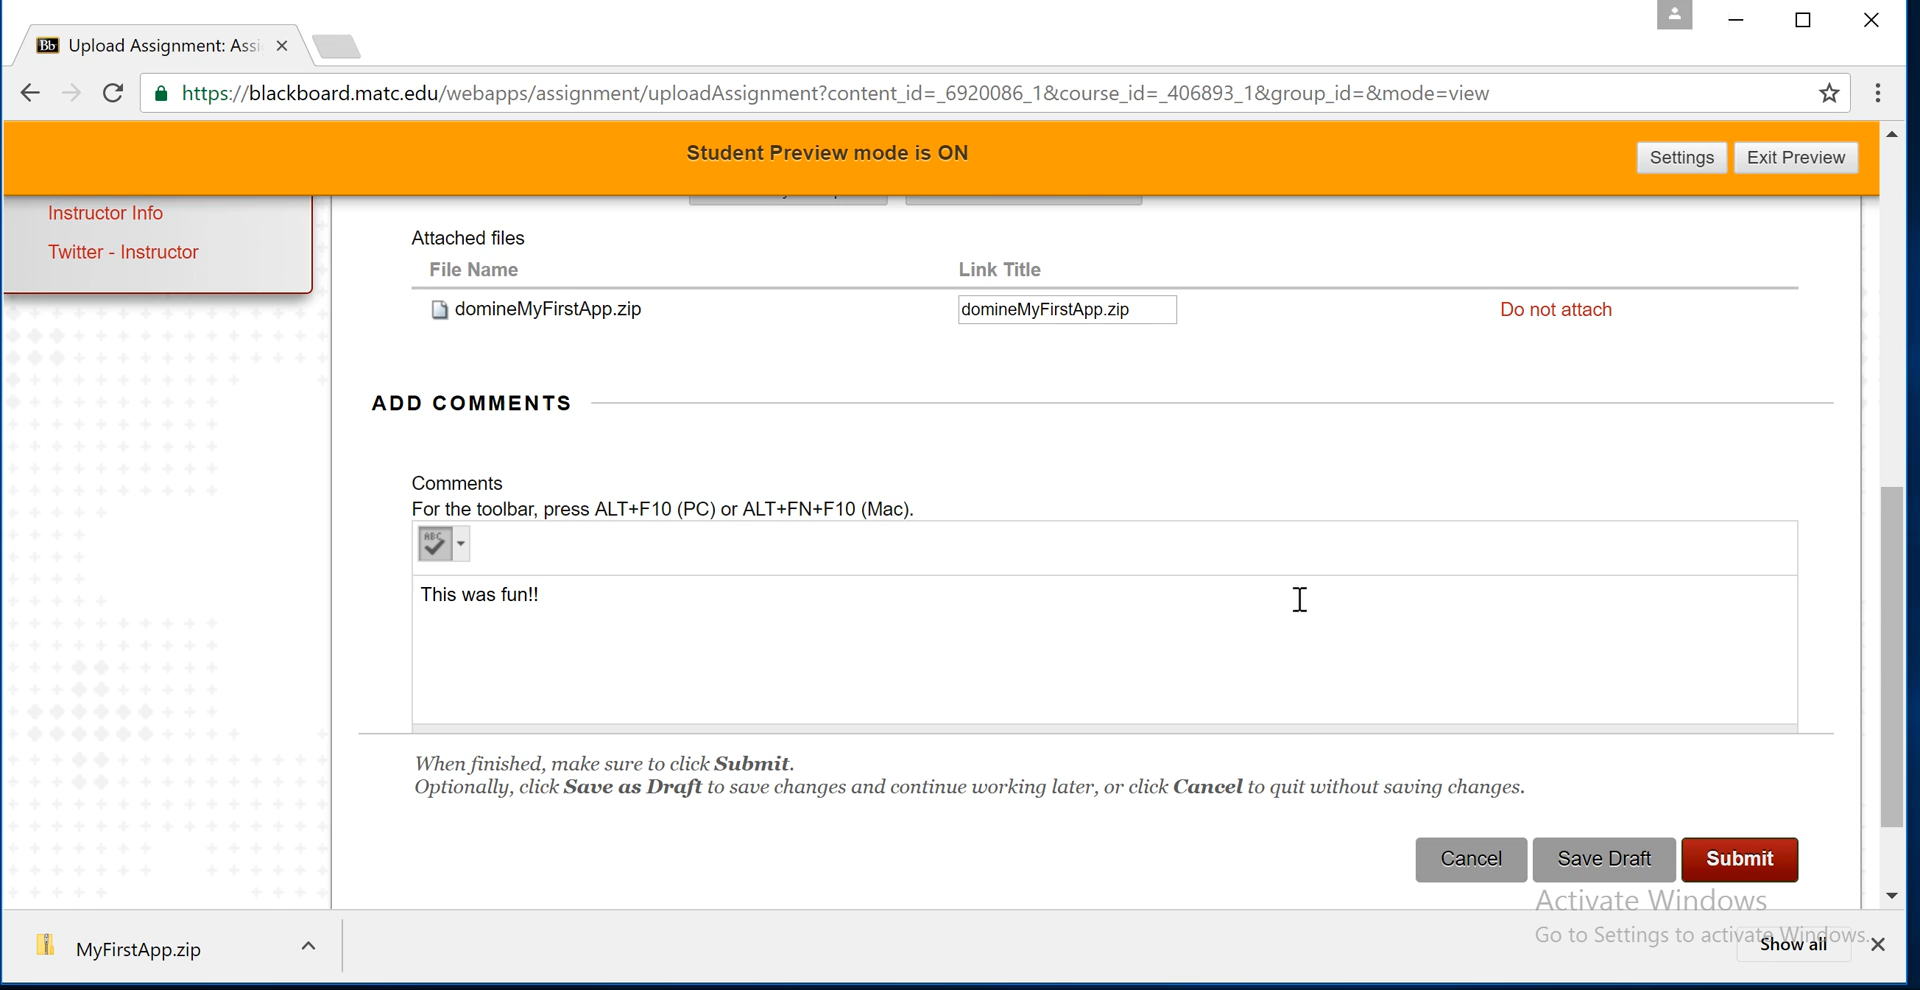 Upload Assignment: Assi
https://blackboard.matc.edu/webapps/assignment/uploadAssignment?content_id=_6920086_1&course_id=_406893_1&group_id=&mode=view
Student Preview mode is ON
Settings
Exit Preview
Instructor Info
Twitter - Instructor
Attached files
File Name
Link Title
domineMyFirstApp.zip
domineMyFirstApp.zip
Do not attach
ADD COMMENTS
Comments
For the toolbar, press ALT+F10 (PC) or ALT+FN+F10 (Mac).
ABC
This was fun!!
When finished, make sure to click Submit.
Optionally, click Save as Draft to save changes and continue working later, or click Cancel to quit without saving changes.
Cancel
Save Draft
Submit
Activate Windows
Go to Settings to activate Windows.
MyFirstApp.zip
Show all